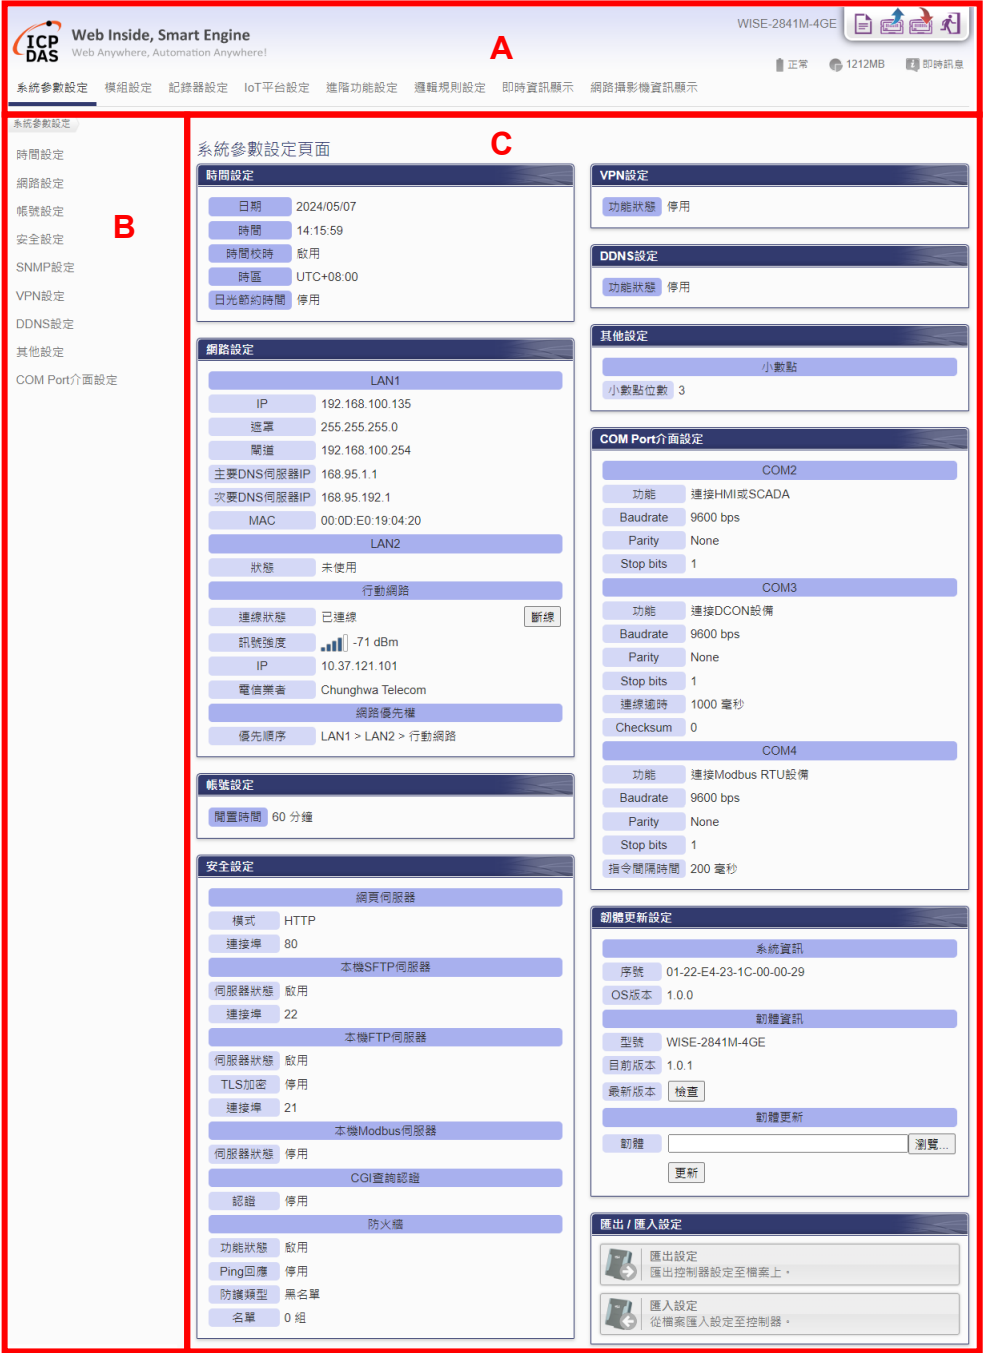 ICP
DAS
Web Inside, Smart Engine
Web Anywhere, Automation Anywhere!
WISE-2841M-4GE
正常 1212MB 即時訊息
A
系統參數設定 模組設定 記錄器設定 IoT平台設定 進階功能設定 邏輯規則設定 即時資訊顯示 網路攝影機資訊顯示
系統參數設定
時間設定
網路設定
帳號設定
安全設定
SNMP設定
VPN設定
DDNS設定
其他設定
COM Port介面設定
B
C
系統參數設定頁面
時間設定
日期 2024/05/07
時間 14:15:59
時間校時 啟用
時區 UTC+08:00
日光節約時間 停用
網路設定
LAN1
IP 192.168.100.135
遮罩 255.255.255.0
閘道 192.168.100.254
主要DNS伺服器IP 168.95.1.1
次要DNS伺服器IP 168.95.192.1
MAC 00:0D:E0:19:04:20
LAN2
狀態 未使用
行動網路
連線狀態 已連線 斷線
訊號強度 -71 dBm
IP 10.37.121.101
電信業者 Chunghwa Telecom
網路優先權
優先順序 LAN1 > LAN2 > 行動網路
帳號設定
閒置時間 60 分鐘
安全設定
網頁伺服器
模式 HTTP
連接埠 80
本機SFTP伺服器
伺服器狀態 啟用
連接埠 22
本機FTP伺服器
伺服器狀態 啟用
TLS加密 停用
連接埠 21
本機Modbus伺服器
伺服器狀態 停用
CGI查詢認證
認證 停用
防火牆
功能狀態 啟用
Ping回應 停用
防護類型 黑名單
名單 0 組
VPN設定
功能狀態 停用
DDNS設定
功能狀態 停用
其他設定
小數點
小數點位數 3
COM Port介面設定
COM2
功能 連接HMI或SCADA
Baudrate 9600 bps
Parity None
Stop bits 1
COM3
功能 連接DCON設備
Baudrate 9600 bps
Parity None
Stop bits 1
連線逾時 1000 毫秒
Checksum 0
COM4
功能 連接Modbus RTU設備
Baudrate 9600 bps
Parity None
Stop bits 1
指令間隔時間 200 毫秒
韌體更新設定
系統資訊
序號 01-22-E4-23-1C-00-00-29
OS版本 1.0.0
韌體資訊
型號 WISE-2841M-4GE
目前版本 1.0.1
最新版本 檢查
韌體更新
韌體 瀏覽...
更新
匯出 / 匯入設定
匯出設定
匯出控制器設定至檔案上。
匯入設定
從檔案匯入設定至控制器。